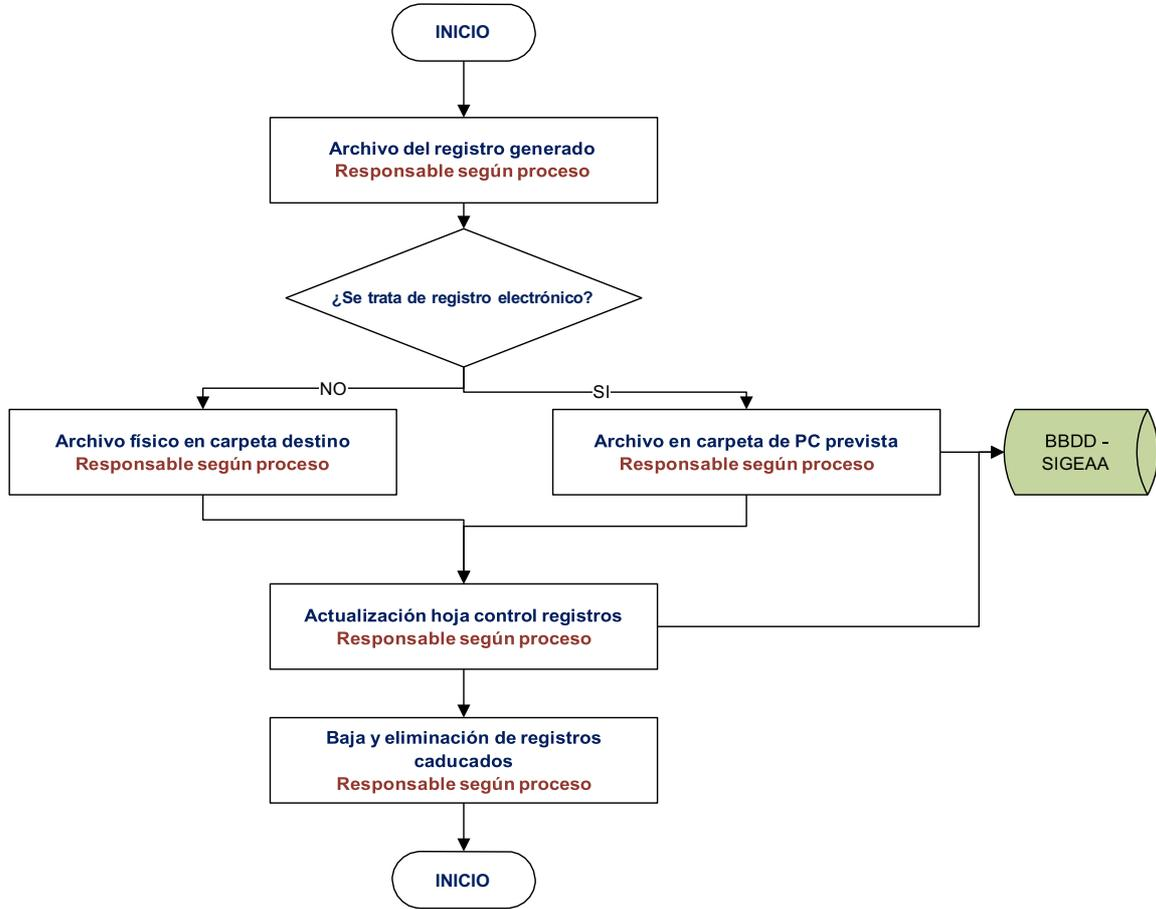 INICIO
Archivo del registro generado
Responsable según proceso
¿Se trata de registro electrónico?
NO
SI
Archivo físico en carpeta destino
Responsable según proceso
Archivo en carpeta de PC prevista
Responsable según proceso
BBDD -
SIGEAA
Actualización hoja control registros
Responsable según proceso
Baja y eliminación de registros
caducados
Responsable según proceso
INICIO